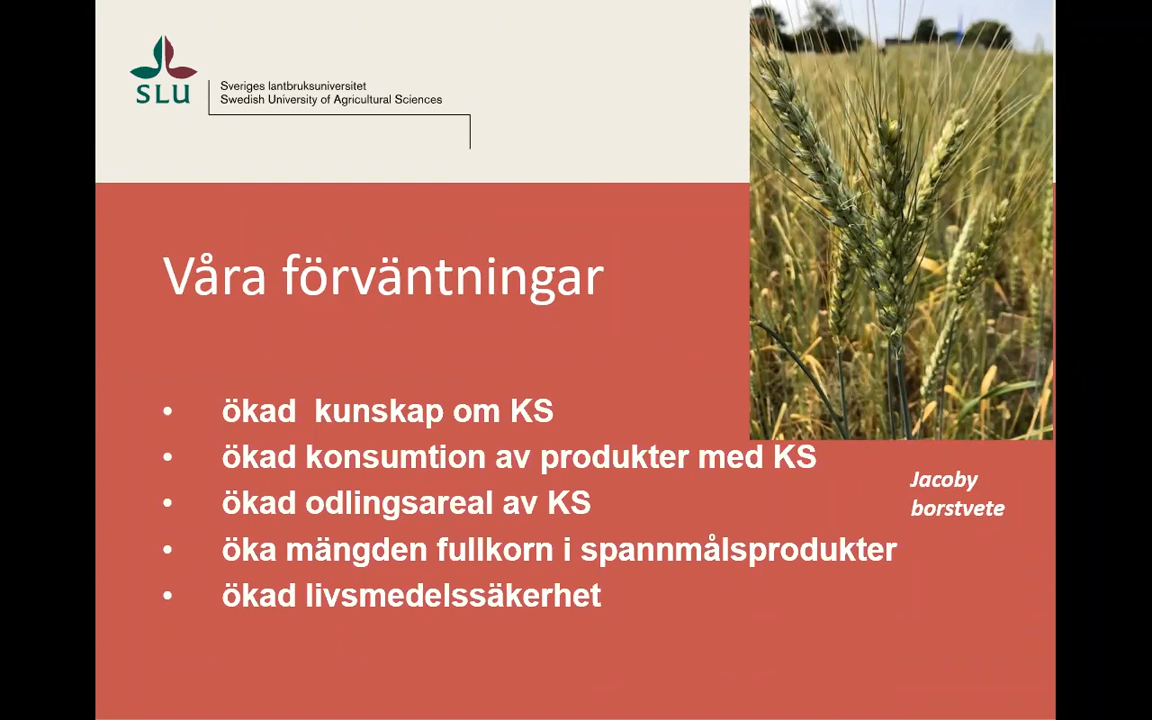 SLU
Sveriges lantbruksuniversitet
Swedish University of Agricultural Sciences
Våra förväntningar
• ökad  kunskap om KS
• ökad konsumtion av produkter med KS
• ökad odlingsareal av KS
• öka mängden fullkorn i spannmålsprodukter
• ökad livsmedelssäkerhet
Jacoby
borstvete